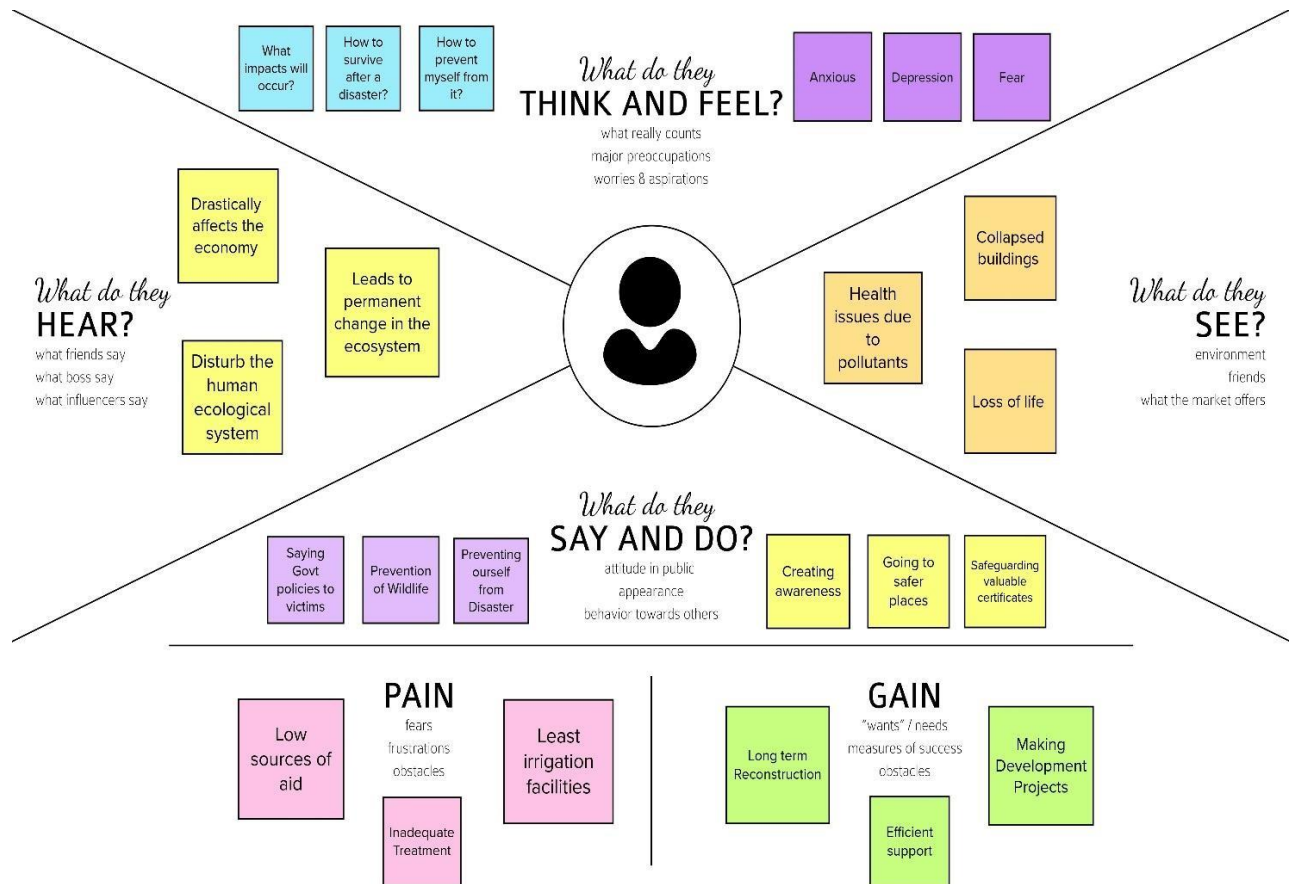 What
impacts will
occur?
How to
survive
after a
disaster?
How to
prevent
myself from
it?
What do they
THINK AND FEEL?
what really counts
major preoccupations
worries & aspirations
Anxious
Depression
Fear
Drastically
affects the
economy
Leads to
permanent
change in the
ecosystem
What do they
HEAR?
what friends say
what boss say
what influencers say
Disturb the
human
ecological
system
Collapsed
buildings
Health
issues due
to
pollutants
Loss of life
What do they
SEE?
environment
friends
what the market offers
What do they
SAY AND DO?
attitude in public
appearance
behavior towards others
Saying
Govt
policies to
victims
Prevention
of Wildlife
Preventing
ourself from
Disaster
Creating
awareness
Going to
safer
places
Safeguarding
valuable
certificates
PAIN
fears
frustrations
obstacles
Low
sources of
aid
Inadequate
Treatment
Least
irrigation
facilities
GAIN
"wants" / needs
measures of success
obstacles
Long term
Reconstruction
Efficient
support
Making
Development
Projects